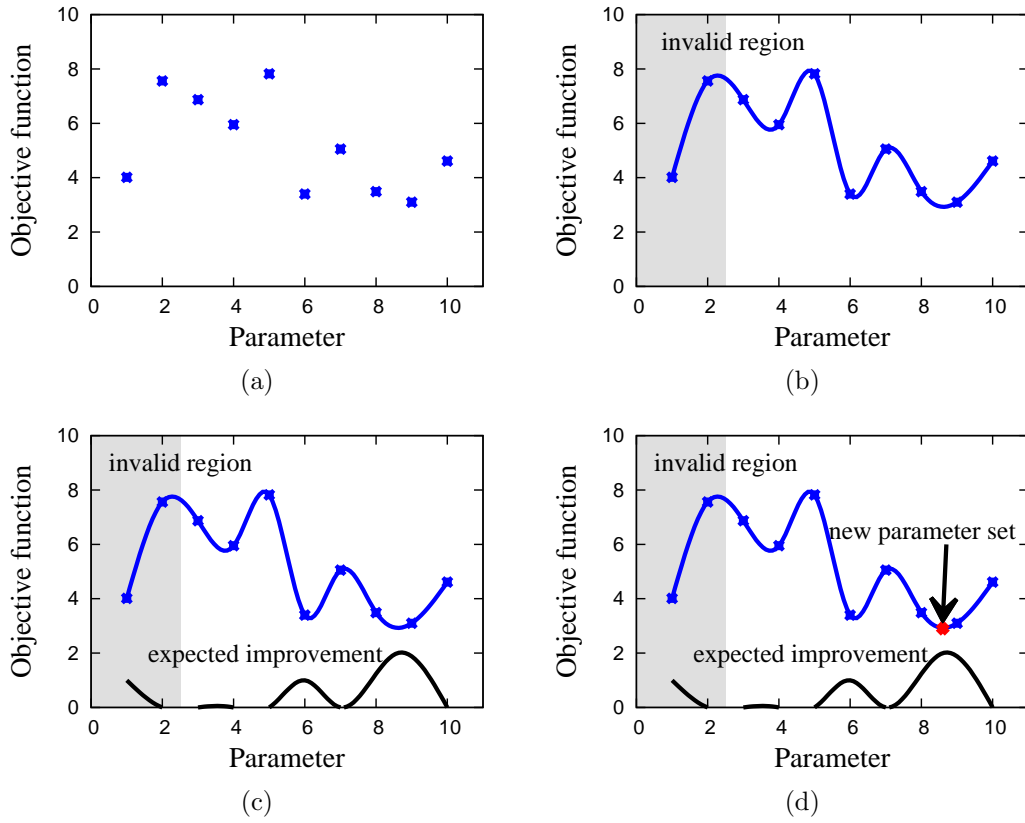 10
8
6
4
2
0
0 2 4 6 8 10
Objective function
Parameter
(a)
10
8
6
4
2
0
0 2 4 6 8 10
Objective function
Parameter
invalid region
(b)
10
8
6
4
2
0
0 2 4 6 8 10
Objective function
Parameter
invalid region
expected improvement
(c)
10
8
6
4
2
0
0 2 4 6 8 10
Objective function
Parameter
invalid region
new parameter set
expected improvement
(d)